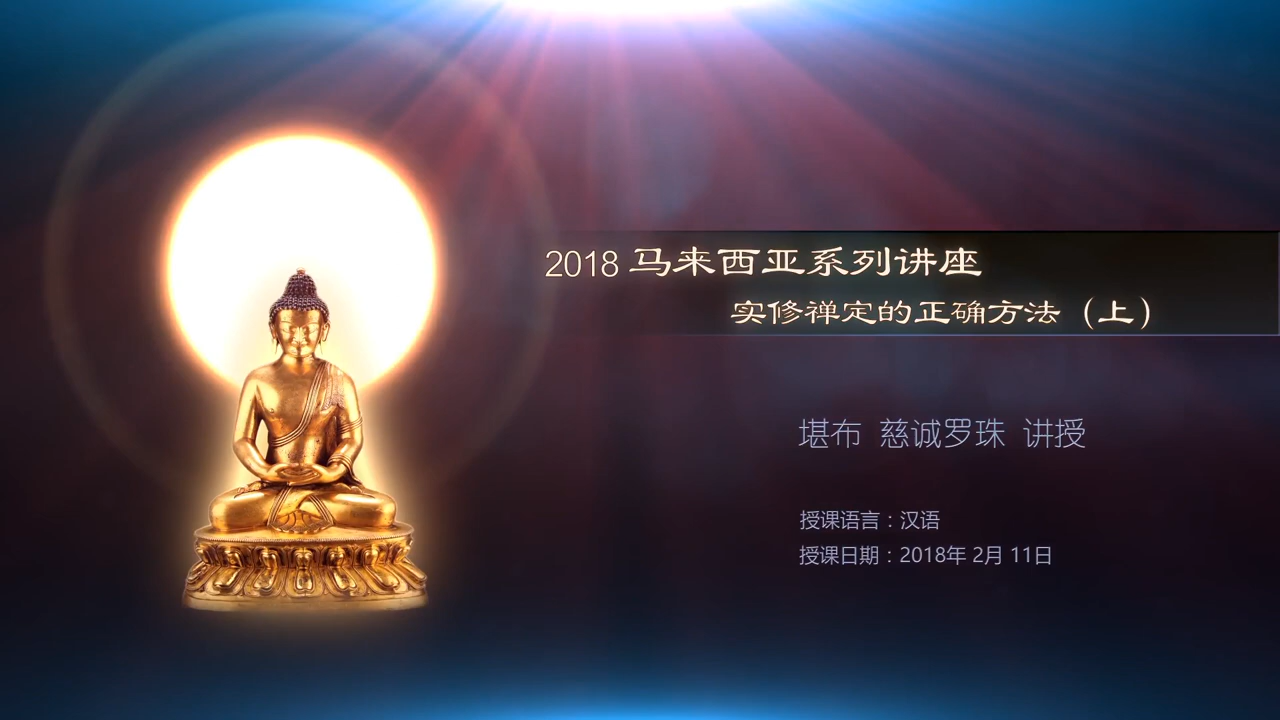 2018 马来西亚系列讲座
实修禅定的正确方法（上）
堪布 慈诚罗珠 讲授
授课语言：汉语
授课日期：2018年 2月 11日